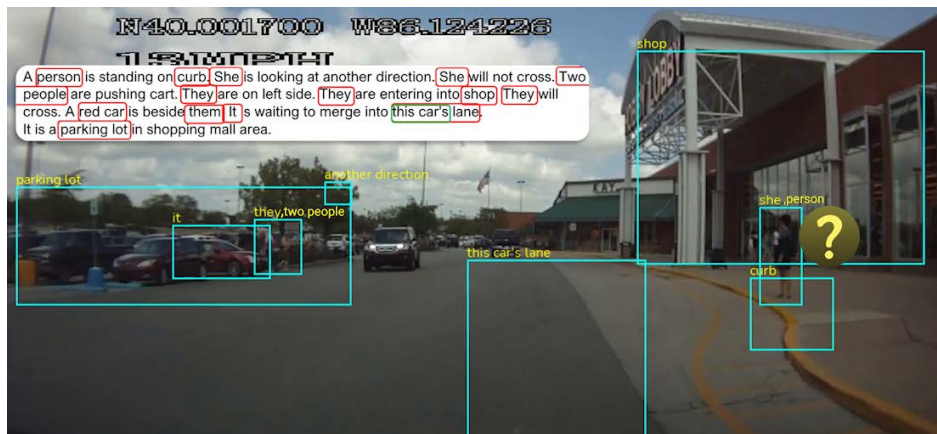 N40.001700 W86.124226
13MPH
shop
A person is standing on curb. She is looking at another direction. She will not cross. Two
people are pushing cart. They are on left side. They are entering into shop They will
cross. A red car is beside them It s waiting to merge into this car's lane.
It is a parking lot in shopping mall area.
LOBBY
another direction
parking lot
KAY
she ,person
they,two people
it
?
this car's lane
curb